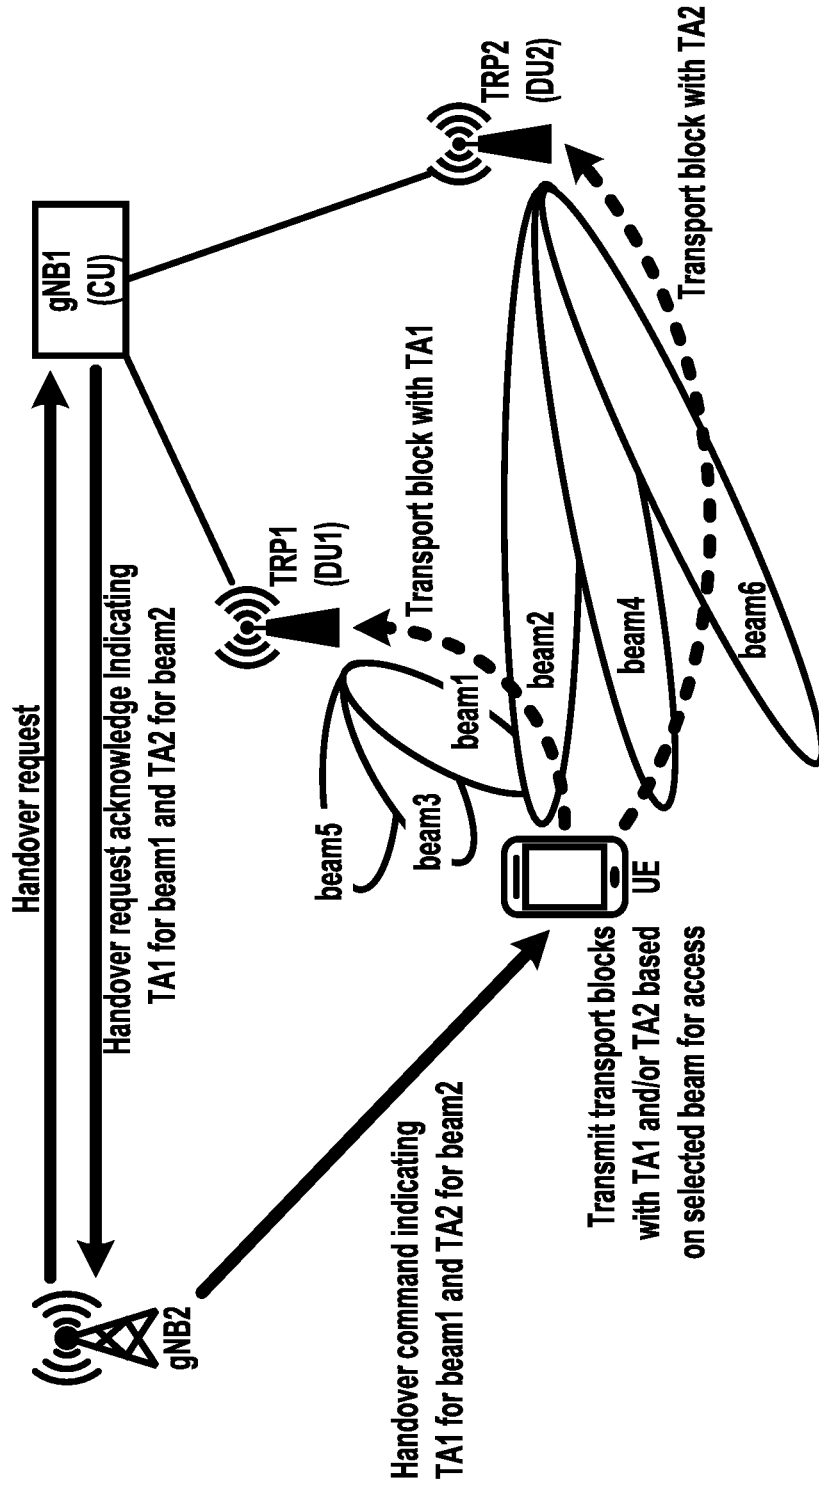 Handover request
Handover request acknowledge Indicating
TA1 for beam1 and TA2 for beam2
gNB2
gNB1
(CU)
TRP1
(DU1)
TRP2
(DU2)
Handover command indicating
TA1 for beam1 and TA2 for beam2
Transport block with TA1
Transport block with TA2
beam5
beam3
beam1
beam2
beam4
beam6
UE
Transmit transport blocks
with TA1 and/or TA2 based
on selected beam for access